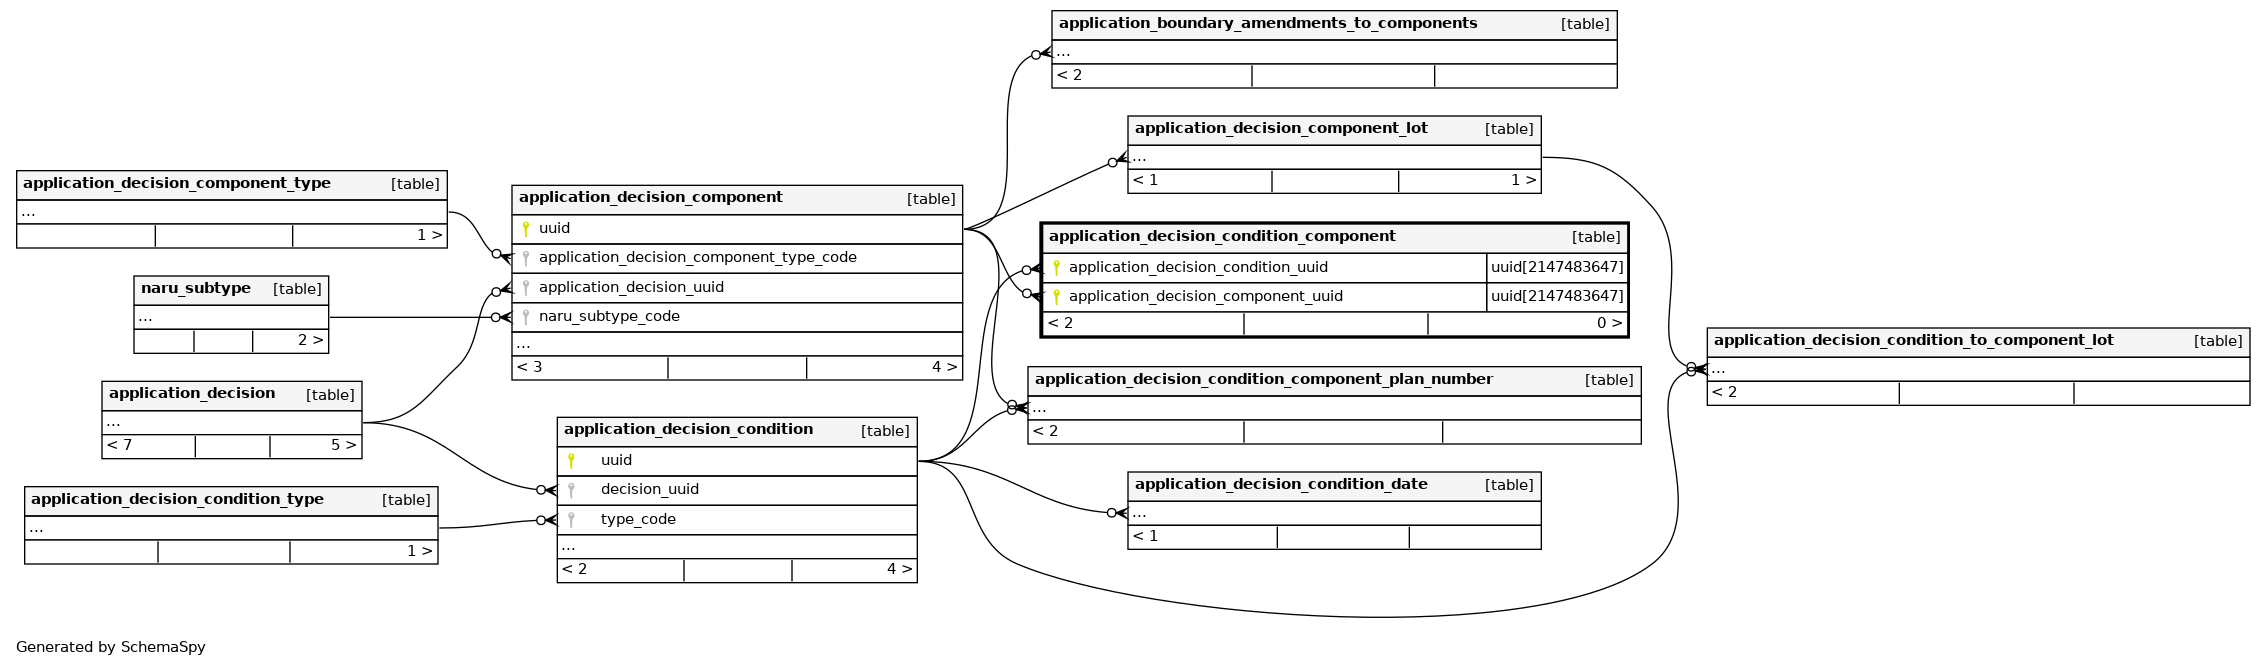 application_decision_component_type [table]
...
1 >
naru_subtype [table]
...
2 >
application_decision [table]
...
< 7 5 >
application_decision_condition_type [table]
...
1 >
application_decision_component [table]
uuid
application_decision_component_type_code
application_decision_uuid
naru_subtype_code
...
< 3 4 >
application_decision_condition [table]
uuid
decision_uuid
type_code
...
< 2 4 >
application_boundary_amendments_to_components [table]
...
< 2
application_decision_component_lot [table]
...
< 1 1 >
application_decision_condition_component [table]
application_decision_condition_uuid uuid[2147483647]
application_decision_component_uuid uuid[2147483647]
< 2 0 >
application_decision_condition_component_plan_number [table]
...
< 2
application_decision_condition_date [table]
...
< 1
application_decision_condition_to_component_lot [table]
...
< 2
Generated by SchemaSpy